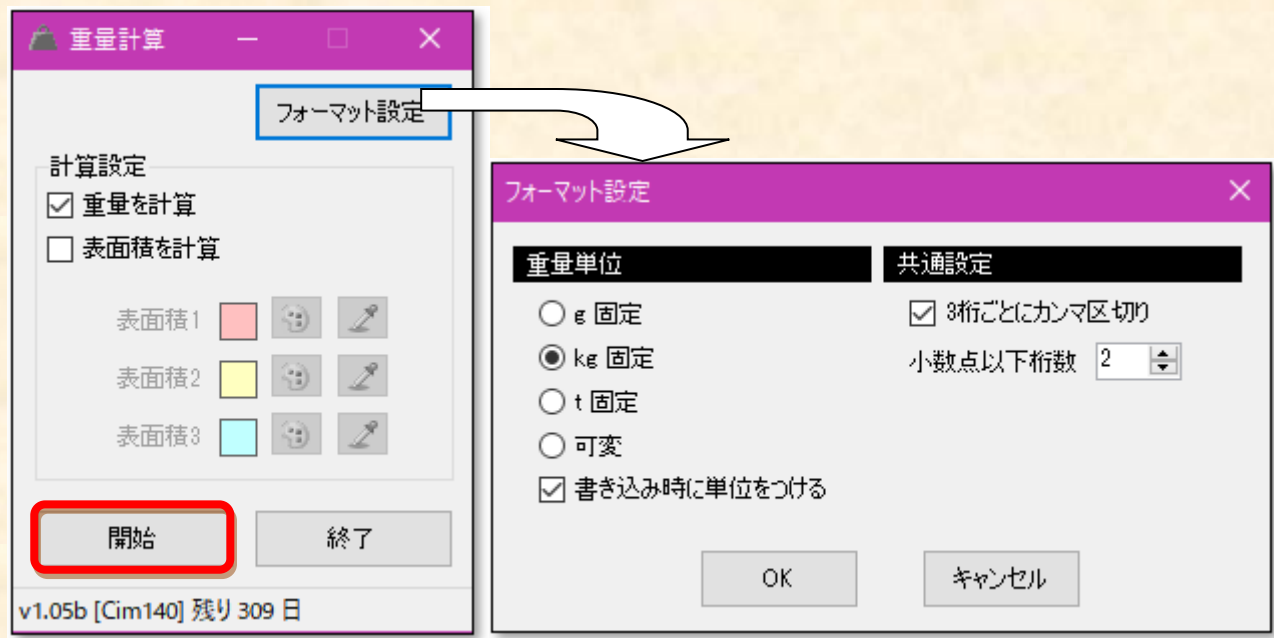 重量計算
フォーマット設定
計算設定
重量を計算
表面積を計算
表面積1
表面積2
表面積3
開始
終了
v1.05b [Cim140] 残り 309 日
フォーマット設定
重量単位
g 固定
kg 固定
t 固定
可変
書き込み時に単位をつける
共通設定
3桁ごとにカンマ区切り
小数点以下桁数 2
OK
キャンセル